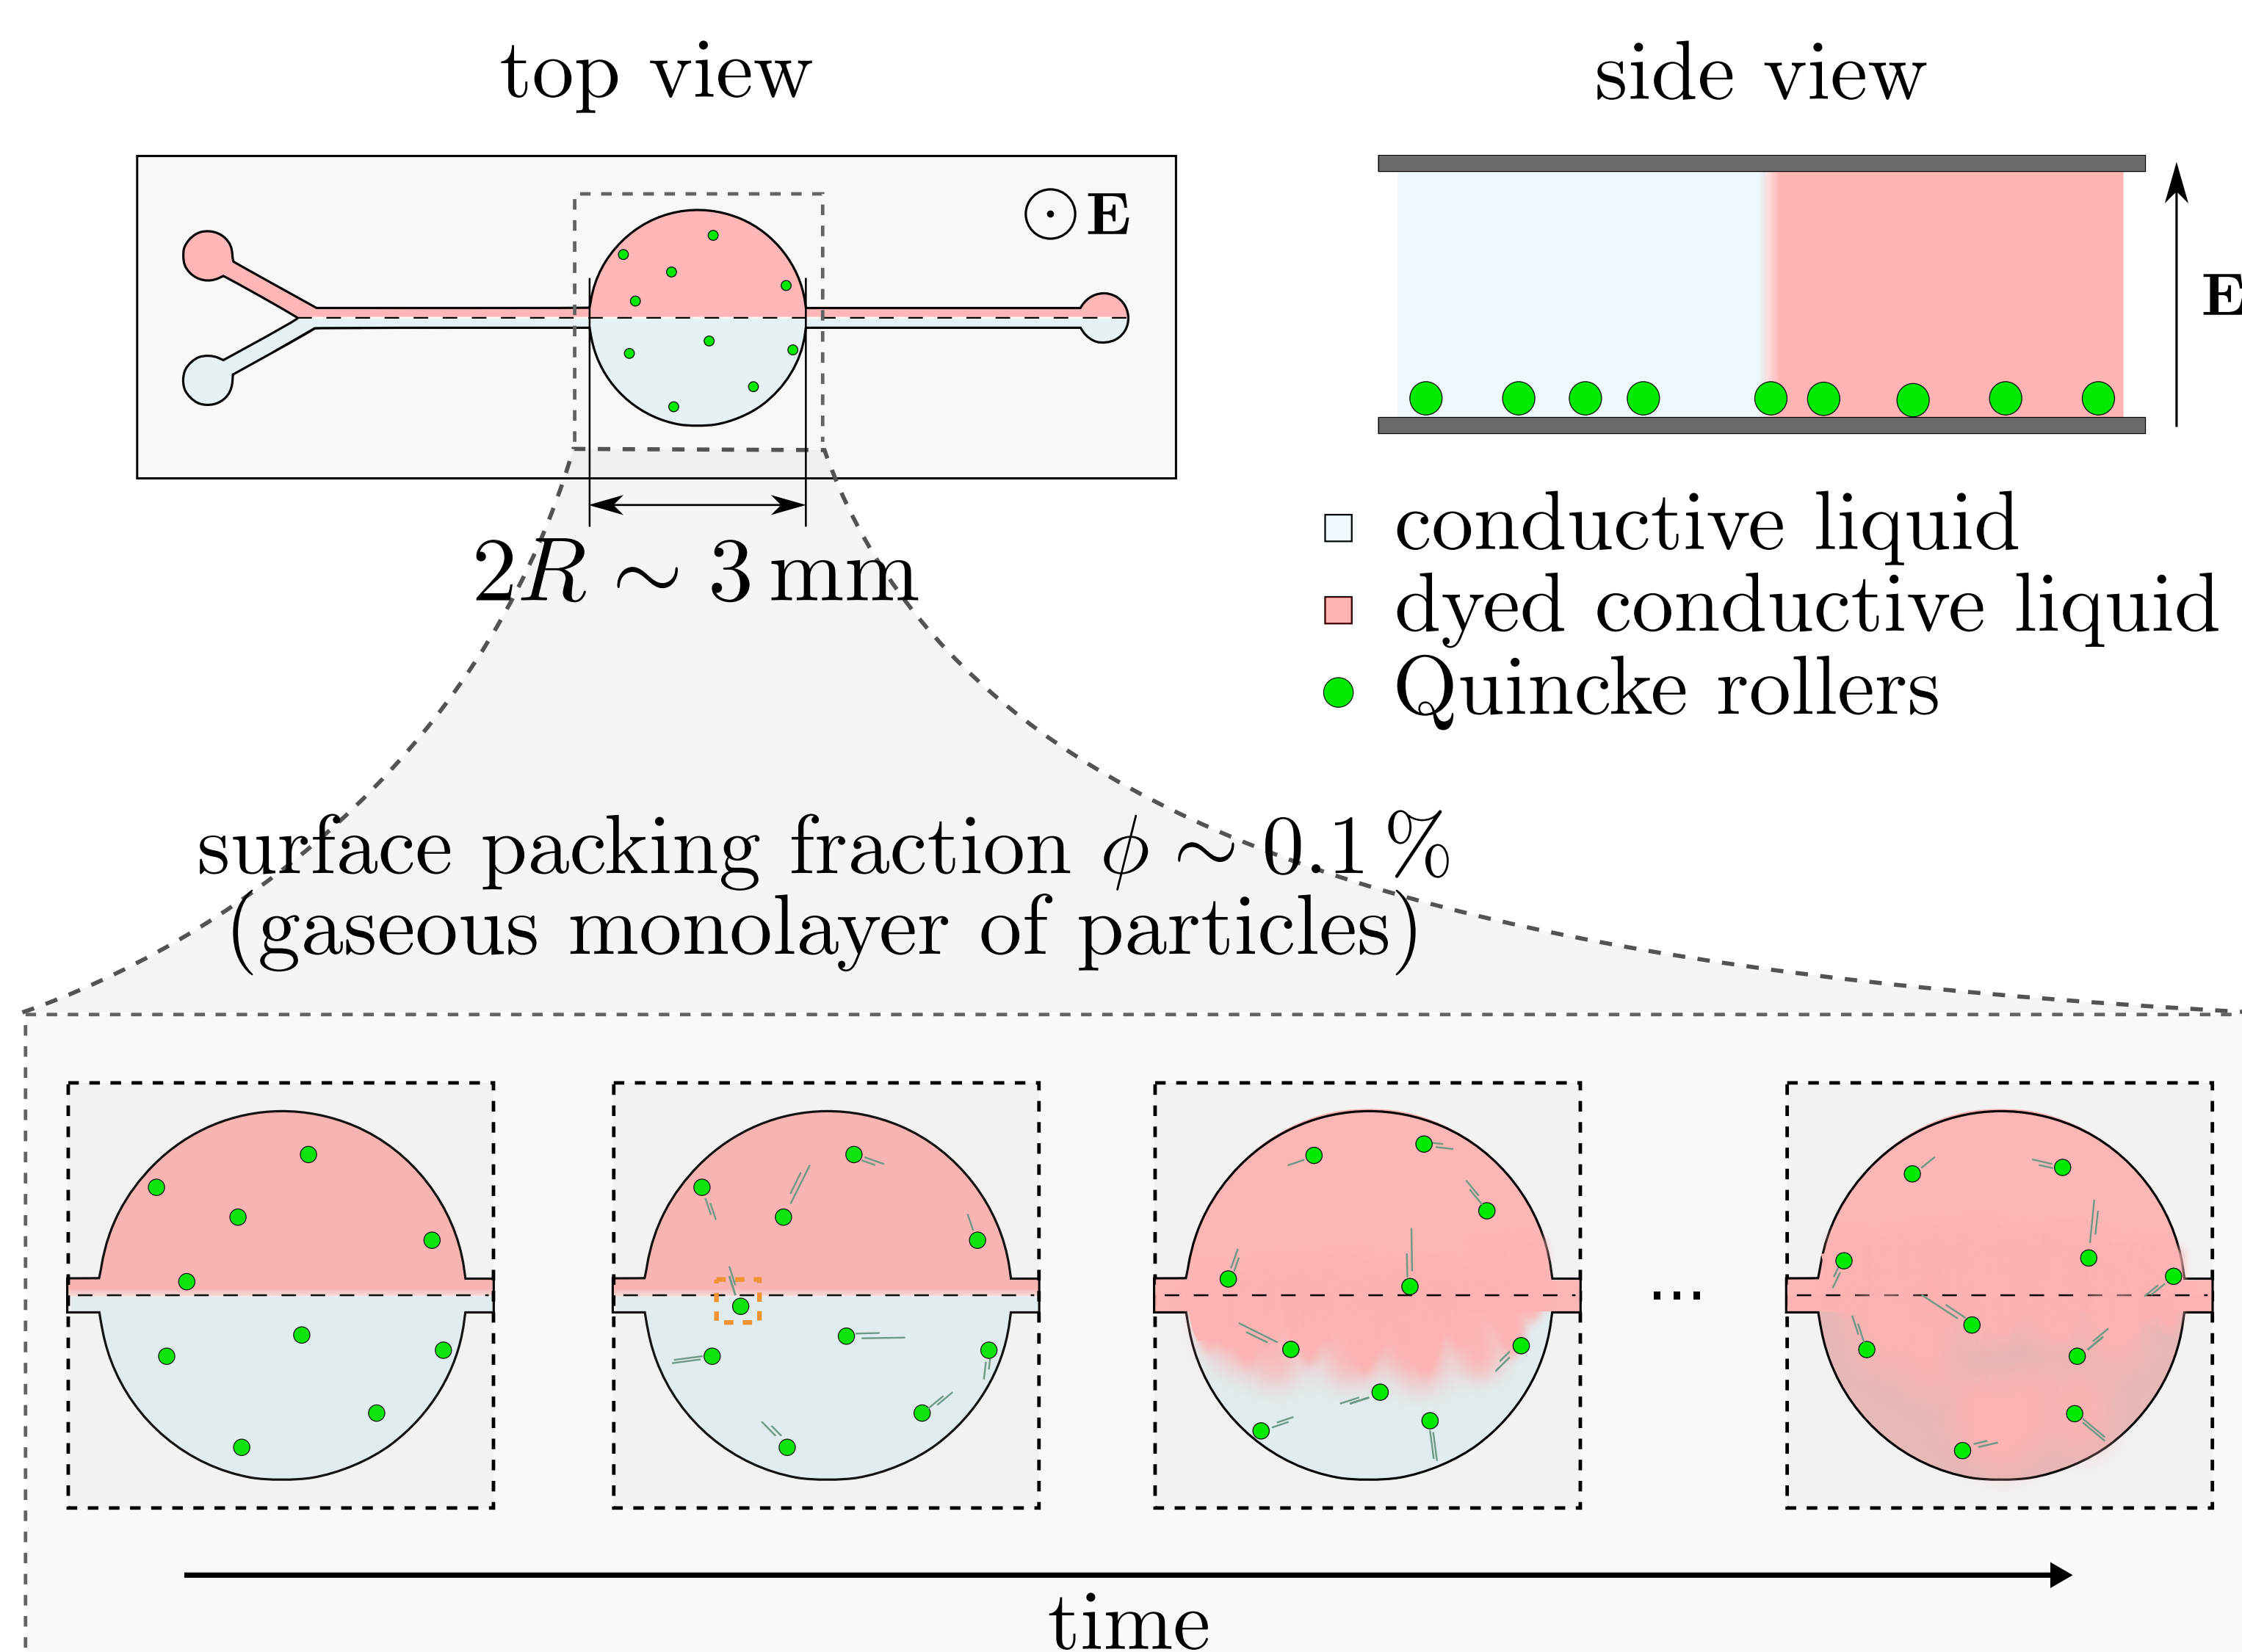 top view
side view
E
E
2R ∼ 3 mm
conductive liquid
dyed conductive liquid
Quincke rollers
surface packing fraction ϕ ∼ 0.1 %
(gaseous monolayer of particles)
...
time